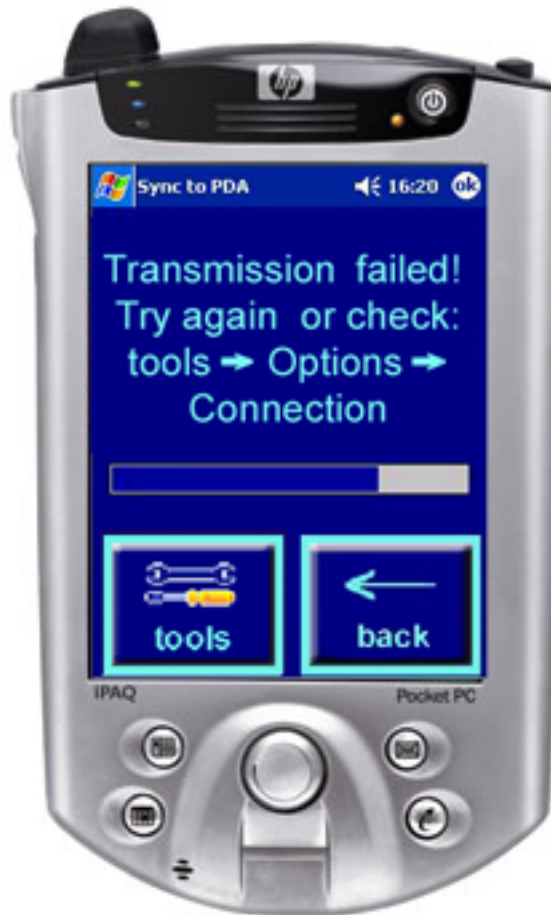 hp
Sync to PDA 16:20 ok
Transmission failed!
Try again or check:
tools → Options →
Connection
tools back
iPAQ Pocket PC